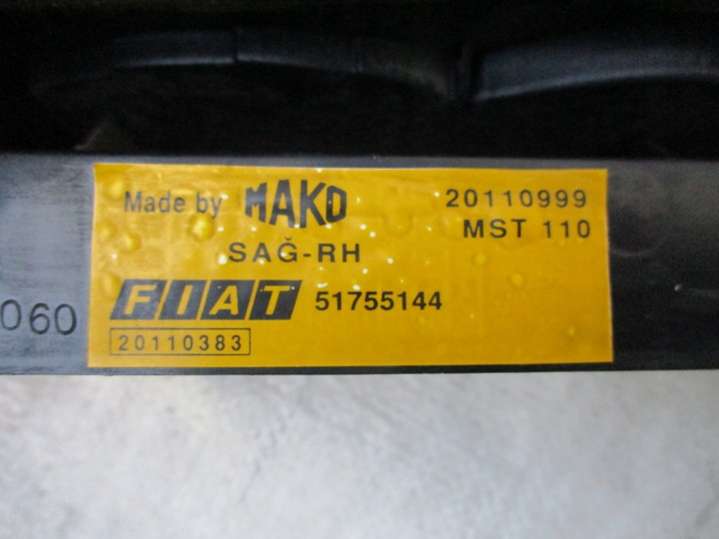 Made by MAKO 20110999
MST 110
SAĞ-RH
FIAT 51755144
20110383
060